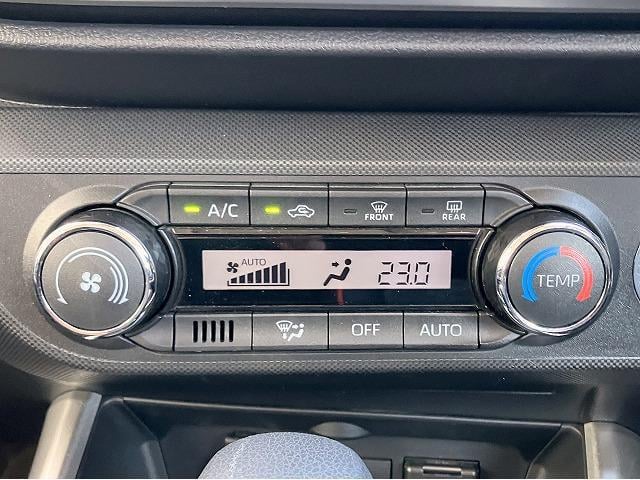 A/C FRONT REAR
AUTO 23.0
TEMP
OFF AUTO